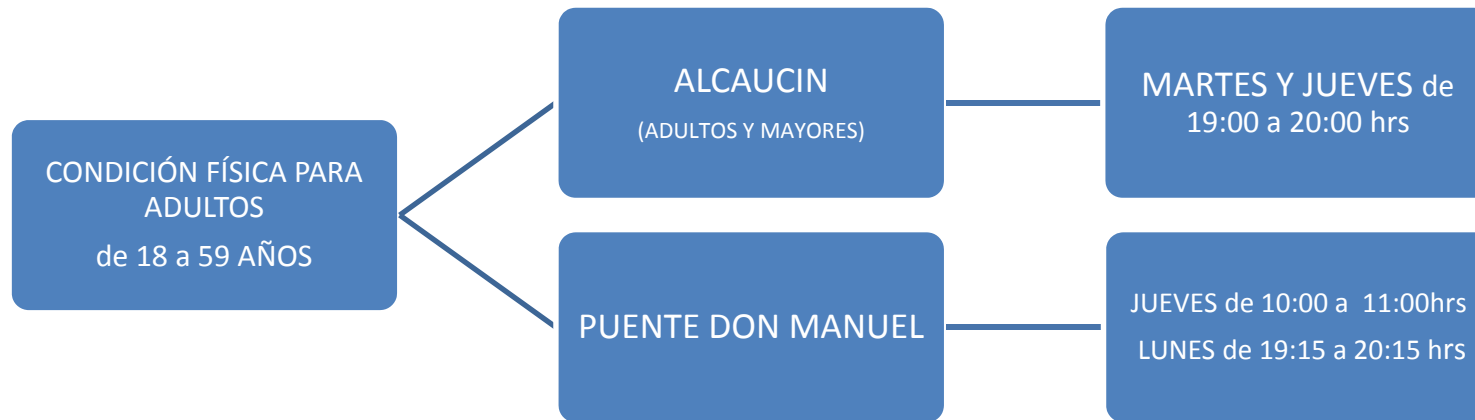 CONDICIÓN FÍSICA PARA
ADULTOS
de 18 a 59 AÑOS
ALCAUCIN
(ADULTOS Y MAYORES)
MARTES Y JUEVES de
19:00 a 20:00 hrs
PUENTE DON MANUEL
JUEVES de 10:00 a 11:00hrs
LUNES de 19:15 a 20:15 hrs